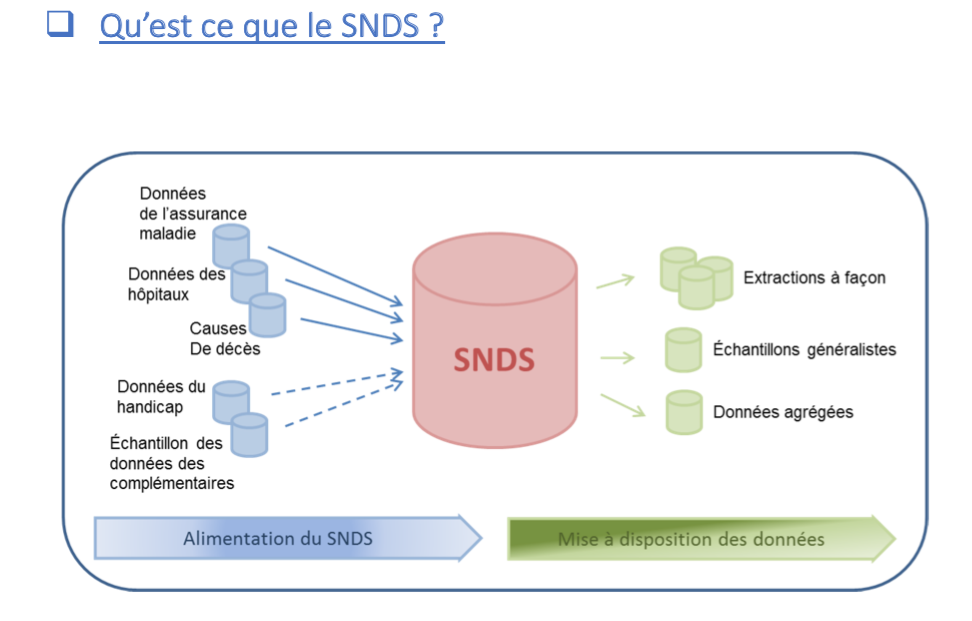 Qu’est ce que le SNDS ?
Données
de l’assurance
maladie
Données des
hôpitaux
Causes
De décès
Données du
handicap
Échantillon des
données des
complémentaires
SNDS
Extractions à façon
Échantillons généralistes
Données agrégées
Alimentation du SNDS
Mise à disposition des données